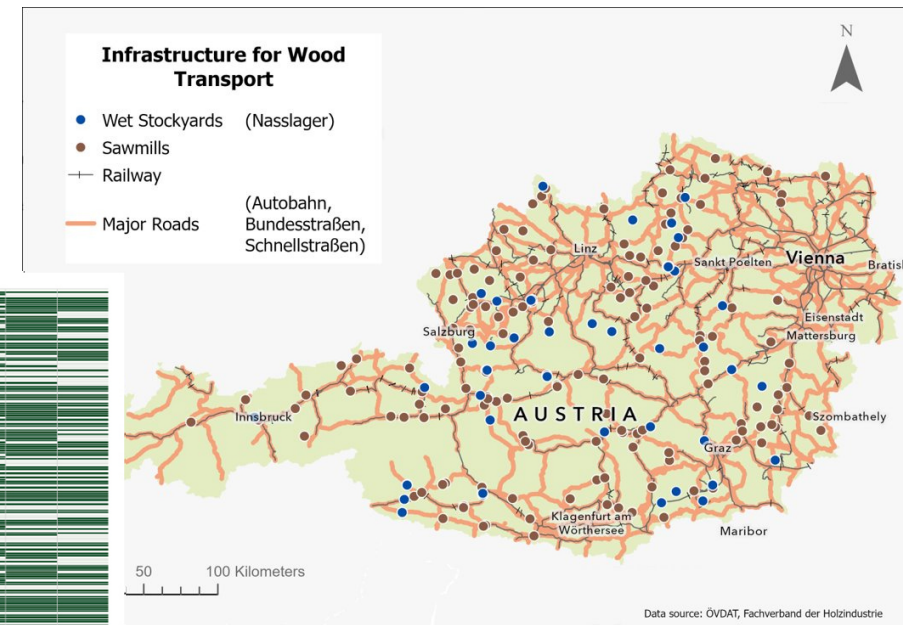 Infrastructure for Wood
Transport
Wet Stockyards (Nasslager)
Sawmills
Railway
Major Roads
(Autobahn,
Bundesstraßen,
Schnellstraßen)
N
Linz
Sankt Poelten
Vienna
Bratisl
Eisenstadt
Mattersburg
Salzburg
Innsbruck
AUSTRIA
Szombathely
Graz
Klagenfurt am
Wörthersee
Maribor
50 100 Kilometers
Data source: ÖVDAT, Fachverband der Holzindustrie